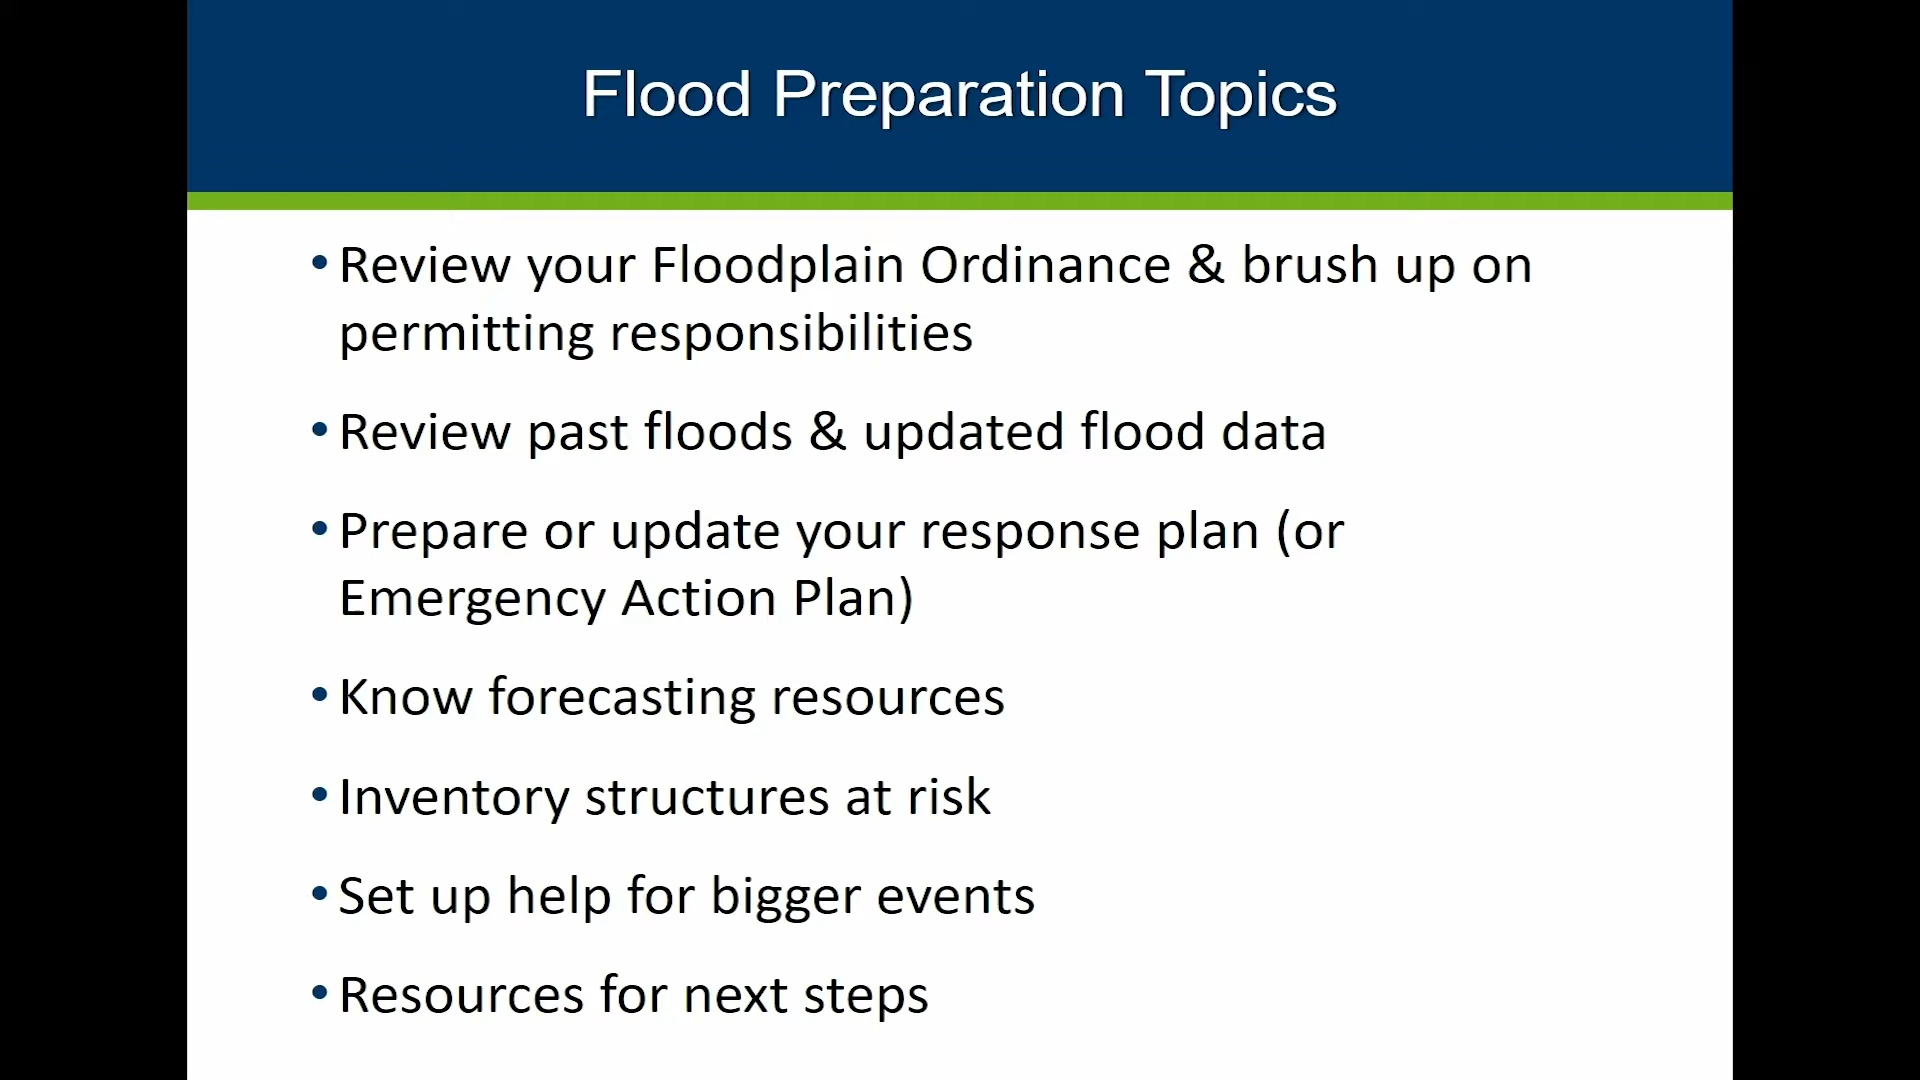 Flood Preparation Topics
• Review your Floodplain Ordinance & brush up on
permitting responsibilities
• Review past floods & updated flood data
• Prepare or update your response plan (or
Emergency Action Plan)
• Know forecasting resources
• Inventory structures at risk
• Set up help for bigger events
• Resources for next steps